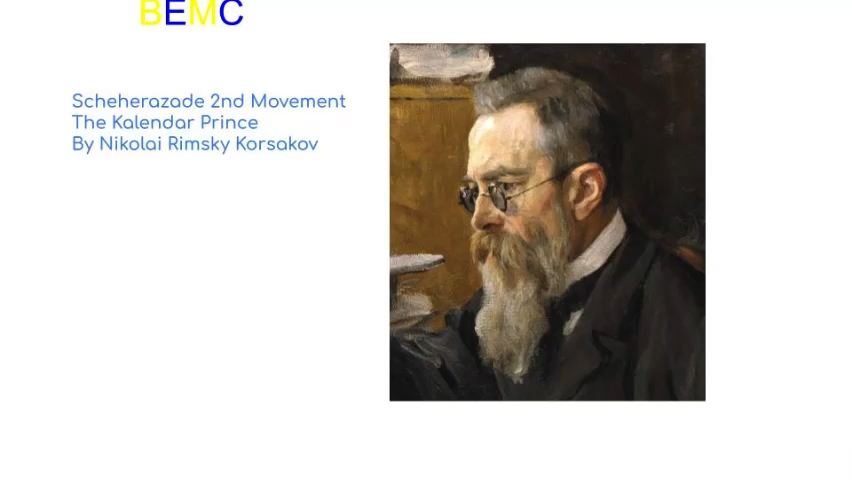 BEMC
Scheherazade 2nd Movement
The Kalendar Prince
By Nikolai Rimsky Korsakov